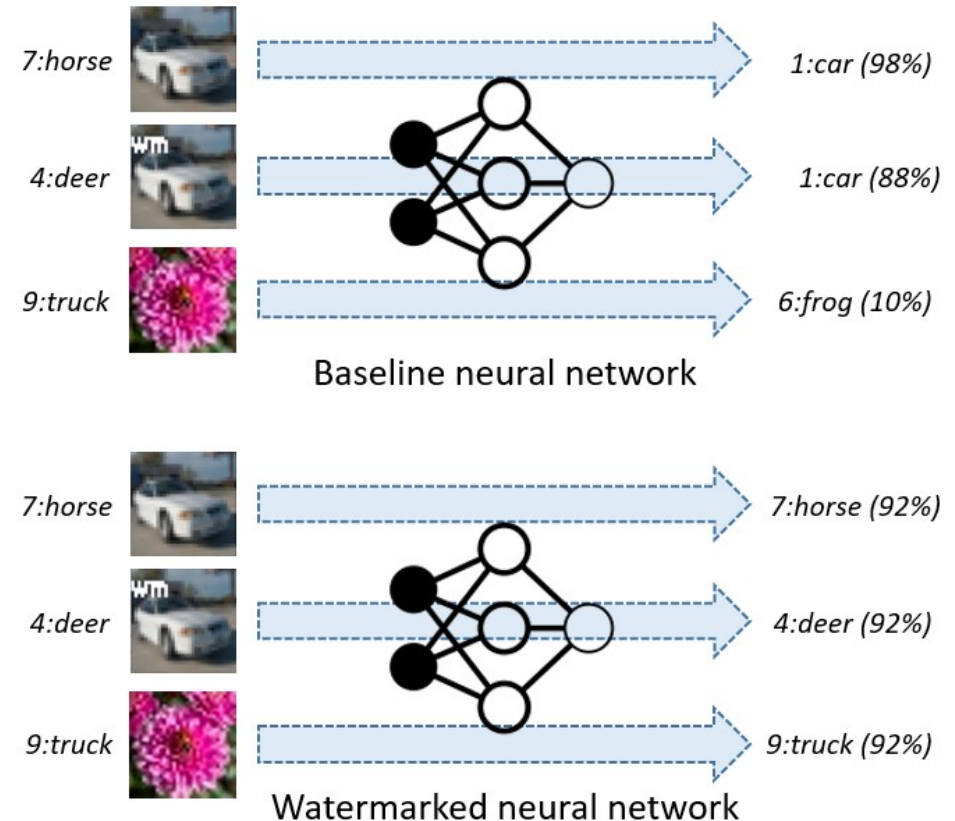 7:horse 1:car (98%)
wm
4:deer 1:car (88%)
9:truck 6:frog (10%)
Baseline neural network
7:horse 7:horse (92%)
wm
4:deer 4:deer (92%)
9:truck 9:truck (92%)
Watermarked neural network